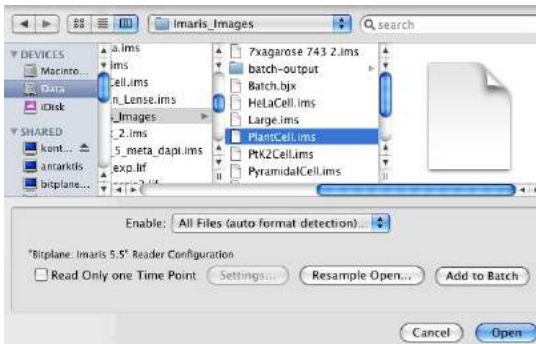 Imaris_Images
search
DEVICES
Macinto...
Data
iDisk
SHARED
kont...
antarktis
bitplane...
a.ims
ims
Cell.ims
n_Lense.ims
s_Images
t_2.ims
5_meta_dapi.ims
_exp.lif
7xagarose 743 2.ims
batch-output
Batch.bjx
HeLaCell.ims
Large.ims
PlantCell.ims
PtK2Cell.ims
PyramidalCell.ims
Enable: All Files (auto format detection)...
"Bitplane: Imaris 5.5" Reader Configuration
Read Only one Time Point Settings... Resample Open... Add to Batch
Cancel Open